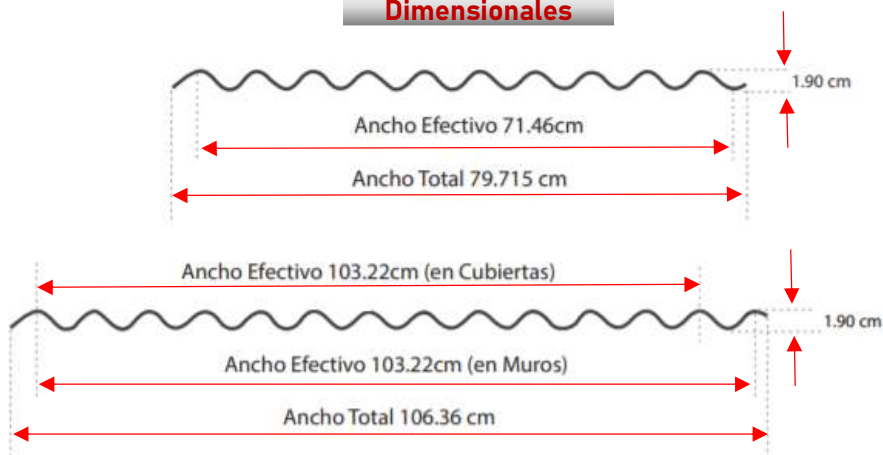 Dimensionales
1.90 cm
Ancho Efectivo 71.46cm
Ancho Total 79.715 cm
Ancho Efectivo 103.22cm (en Cubiertas)
1.90 cm
Ancho Efectivo 103.22cm (en Muros)
Ancho Total 106.36 cm